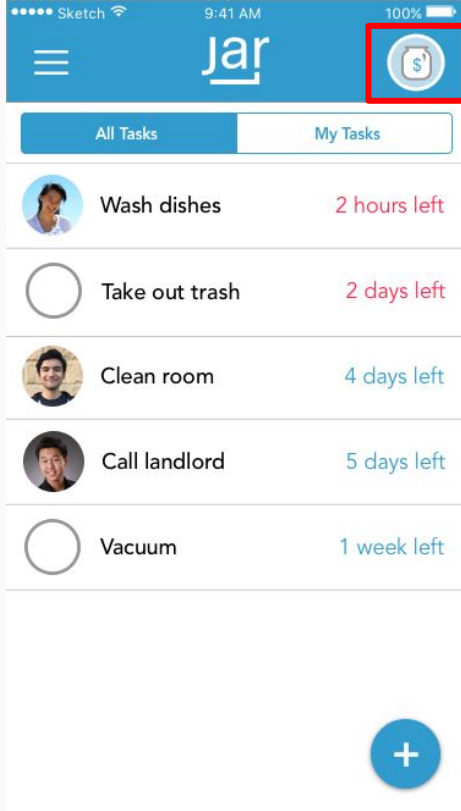 Sketch 9:41 AM 100%
Jar
$
All Tasks My Tasks
Wash dishes 2 hours left
Take out trash 2 days left
Clean room 4 days left
Call landlord 5 days left
Vacuum 1 week left
+